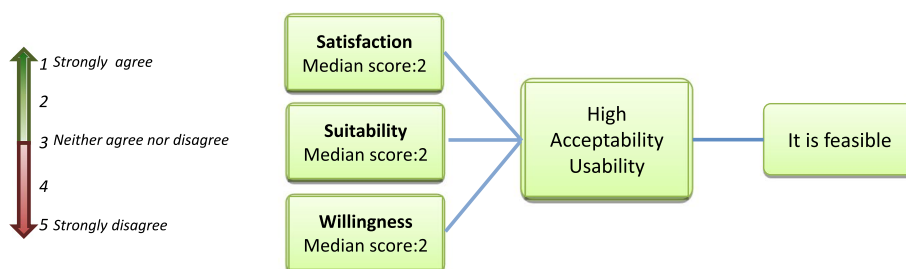 1 Strongly agree
2
3 Neither agree nor disagree
4
5 Strongly disagree
Satisfaction
Median score:2
Suitability
Median score:2
Willingness
Median score:2
High
Acceptability
Usability
It is feasible